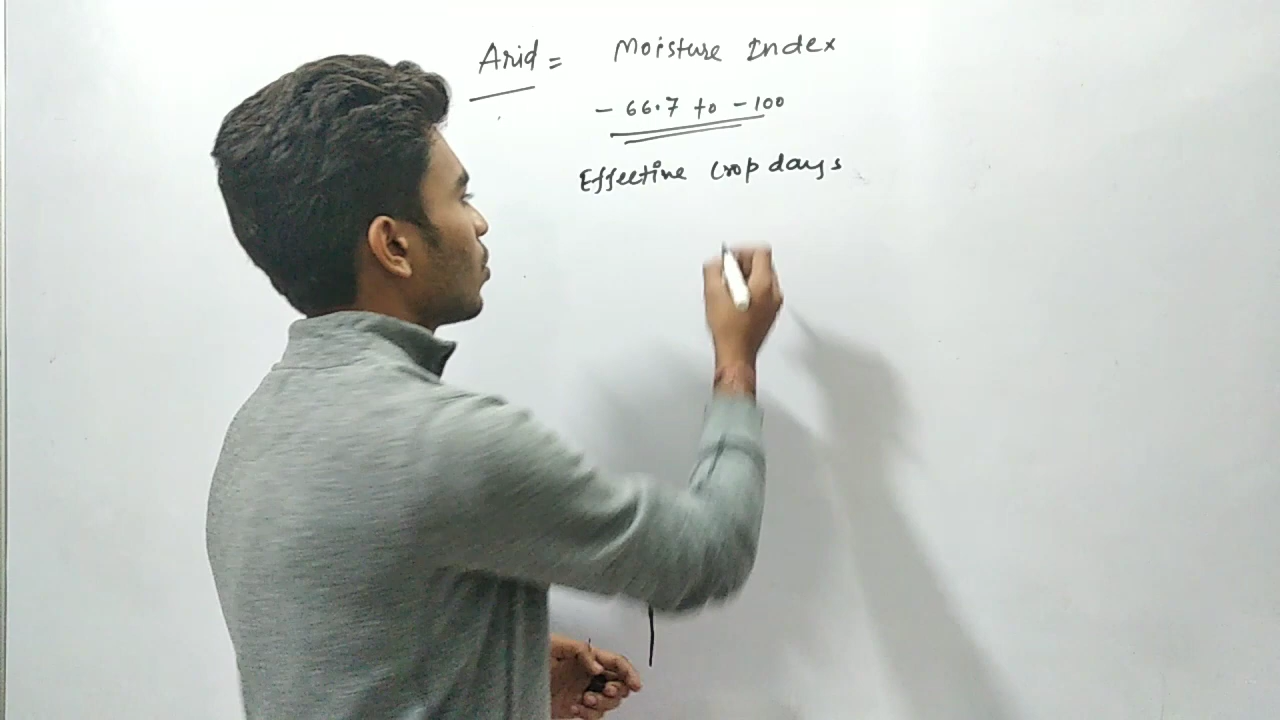 Arid = Moisture Index
- 66.7 to - 100
Effective Crop days